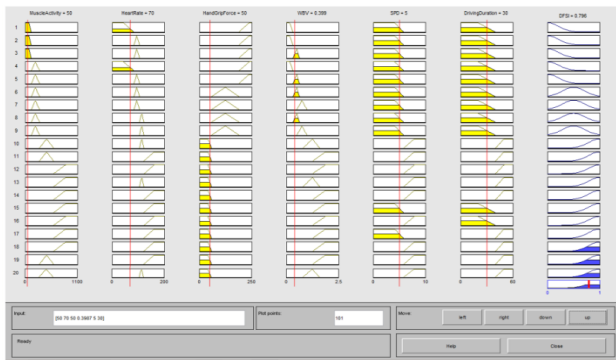 MuscleActivity = 50
HeartRate = 70
HandGripForce = 50
WBV = 0.399
SPD = 5
DrivingDuration = 30
DFSI = 0.796
1
2
3
4
5
6
7
8
9
10
11
12
13
14
15
16
17
18
19
20
0 1100
0 250
0 250
0 2.5
0 10
0 60
0 1
Input:
[50 70 50 0.3987 5 30]
Plot points:
101
Move:
left
right
down
up
Ready
Help
Close